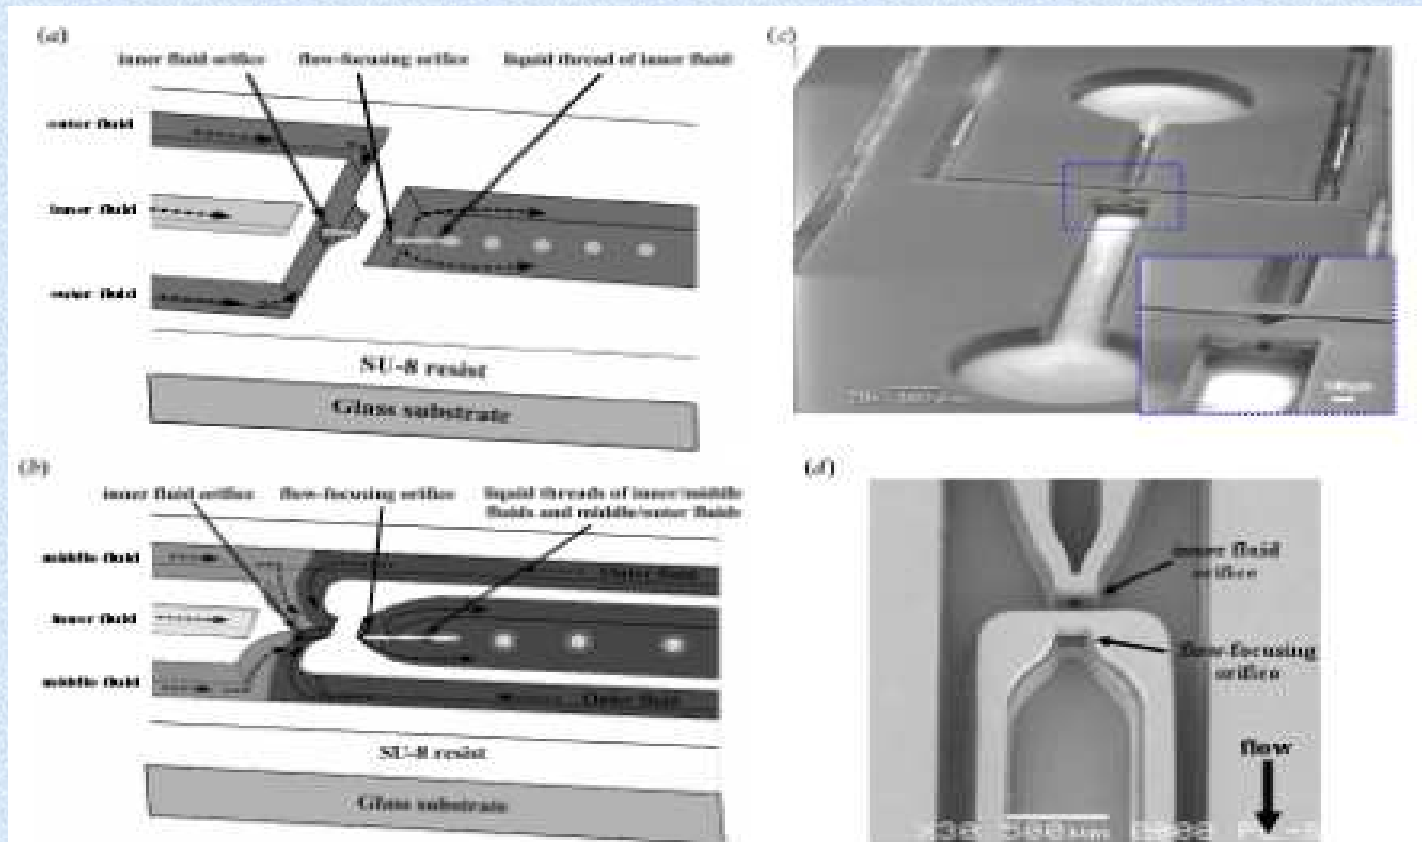 (a)
inner fluid orifice
flow-focusing orifice
liquid thread of inner fluid
outer fluid
inner fluid
outer fluid
SU-8 resist
Glass substrate
(b)
inner fluid orifice
flow-focusing orifice
liquid threads of inner/middle
fluids and middle/outer fluids
middle fluid
Outer fluid
inner fluid
middle fluid
Outer fluid
SU-8 resist
Glass substrate
(c)
(d)
inner fluid
orifice
flow-focusing
orifice
flow